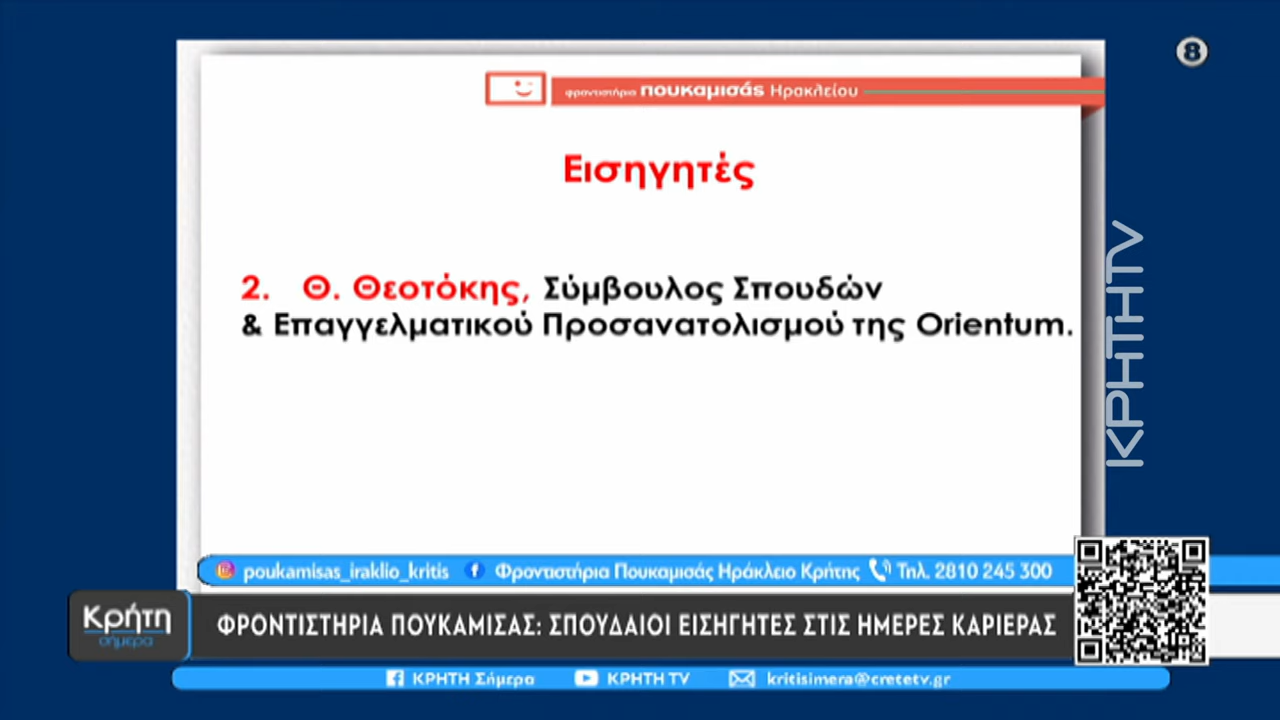 8
φροντιστήρια πουκαμισάς Ηρακλείου
Εισηγητές
2. Θ. Θεοτόκης, Σύμβουλος Σπουδών
& Επαγγελματικού Προσανατολισμού της Orientum.
ΚΡΗΤΗTV
poukamisas_iraklio_kritis Φροντιστήρια Πουκαμισάς Ηράκλειο Κρήτης Τηλ. 2810 245 300
Κρήτη
σήμερα
ΦΡΟΝΤΙΣΤΗΡΙΑ ΠΟΥΚΑΜΙΣΑΣ: ΣΠΟΥΔΑΙΟΙ ΕΙΣΗΓΗΤΕΣ ΣΤΙΣ ΗΜΕΡΕΣ ΚΑΡΙΕΡΑΣ
ΚΡΗΤΗ Σήμερα ΚΡΗΤΗ TV kritisimera@cretetv.gr